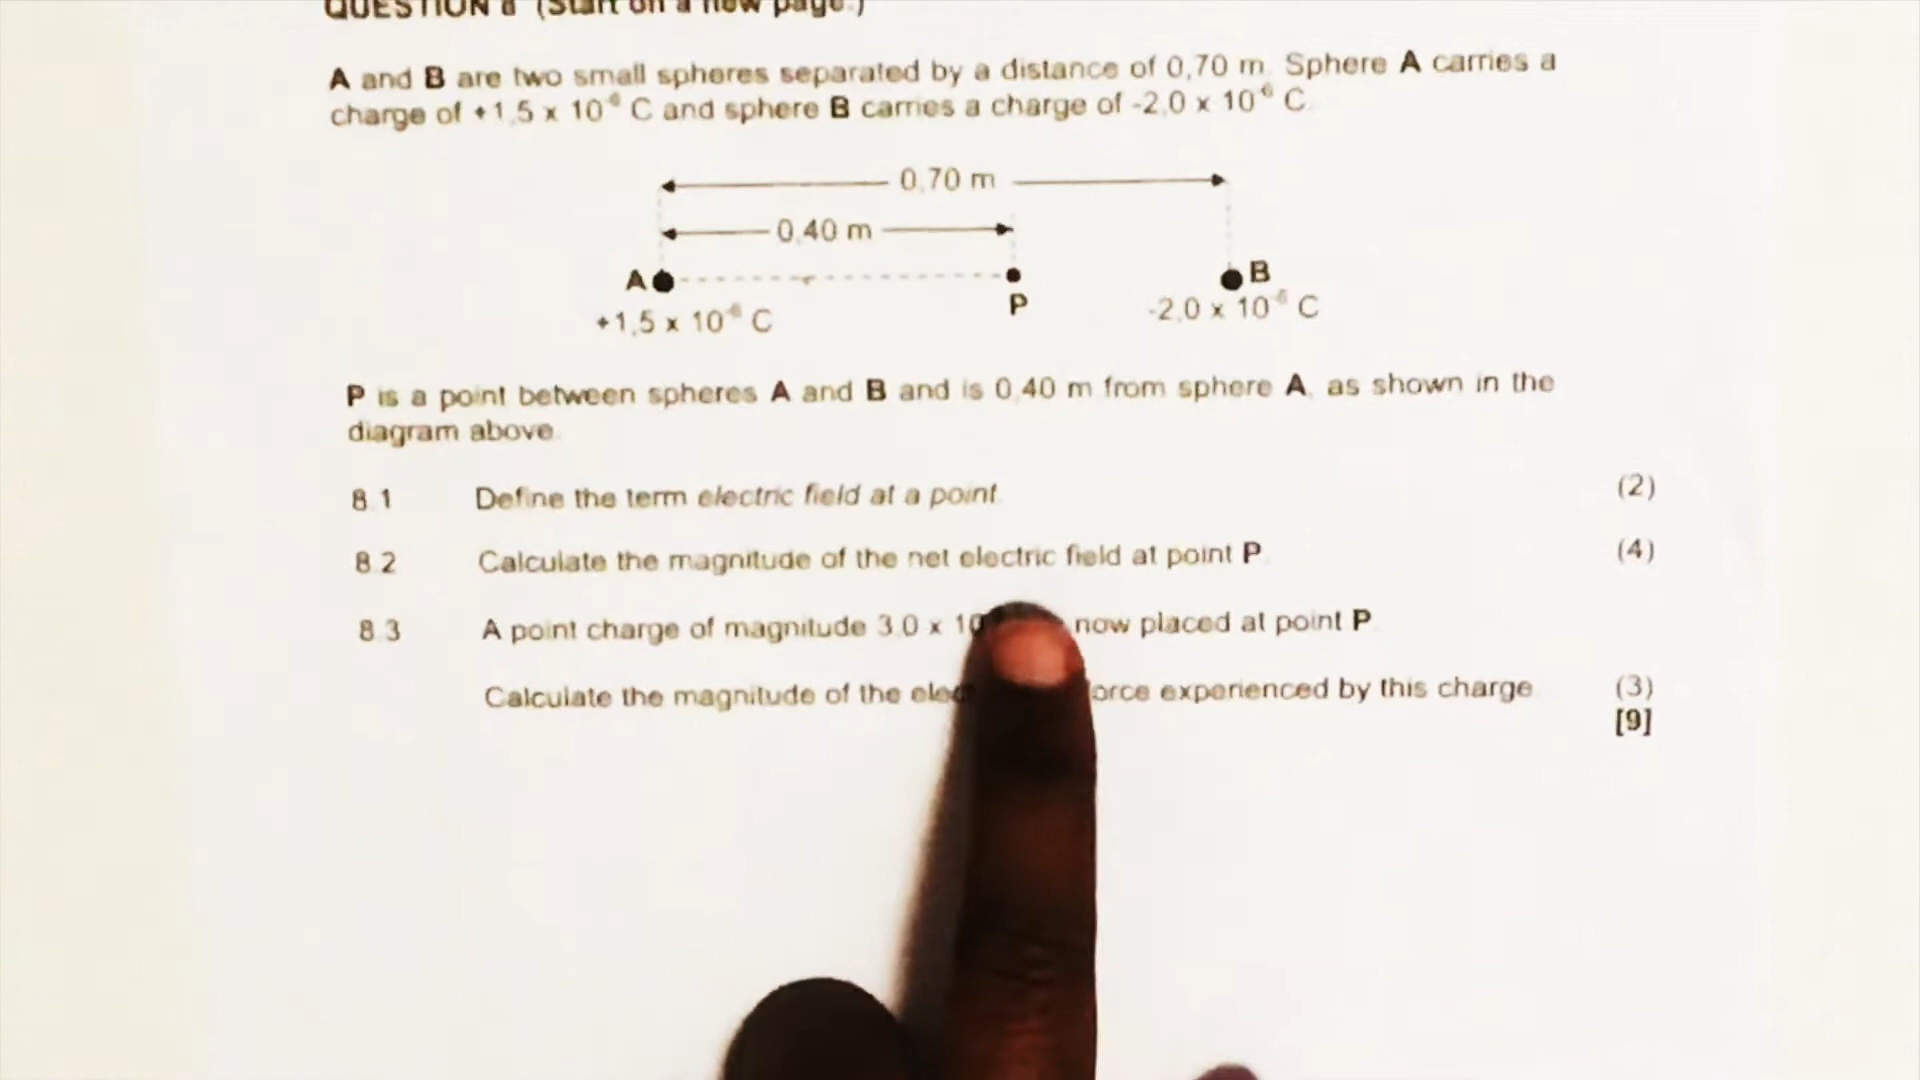 QUESTION 8 (Start on a new page.)
A and B are two small spheres separated by a distance of 0,70 m. Sphere A carries a
charge of +1,5 x 10⁻⁶ C and sphere B carries a charge of -2,0 x 10⁻⁶ C.
0,70 m
0,40 m
A
B
P
+1,5 x 10⁻⁶ C
-2,0 x 10⁻⁶ C
P is a point between spheres A and B and is 0,40 m from sphere A, as shown in the
diagram above.
8.1 Define the term electric field at a point. (2)
8.2 Calculate the magnitude of the net electric field at point P. (4)
8.3 A point charge of magnitude 3,0 x 10 now placed at point P.
Calculate the magnitude of the experienced by this charge. (3)
[9]